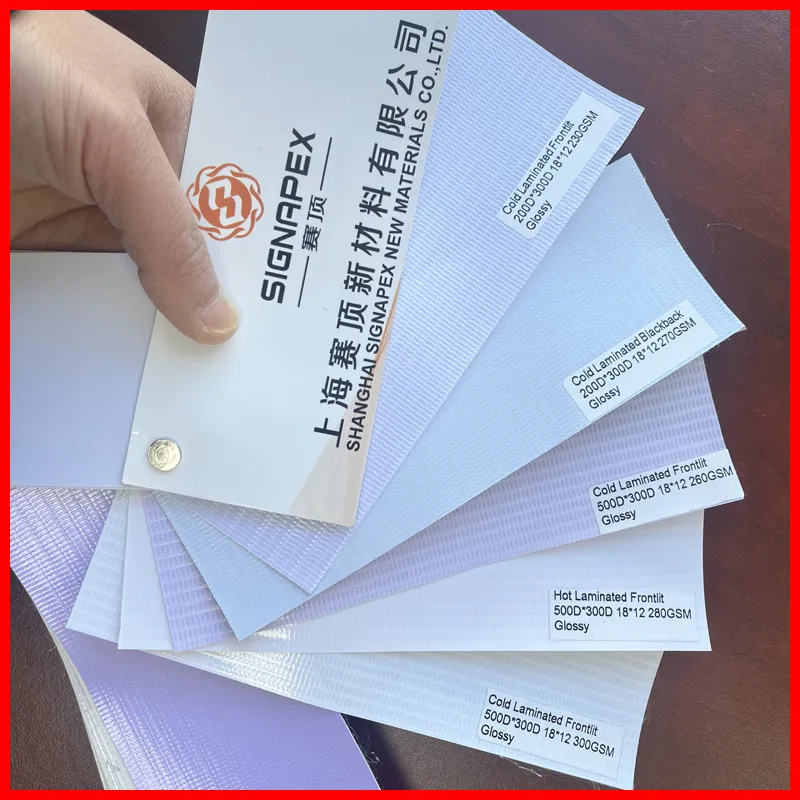 SIGNAPEX
赛顶
上海赛顶新材料有限公司
SHANGHAI SIGNAPEX NEW MATERIALS CO.,LTD.
Cold Laminated Frontlit
200D*300D 18*12 230GSM
Glossy
Cold Laminated Blackback
200D*300D 18*12 270GSM
Glossy
Cold Laminated Frontlit
500D*300D 18*12 260GSM
Glossy
Hot Laminated Frontlit
500D*300D 18*12 280GSM
Glossy
Cold Laminated Frontlit
500D*300D 18*12 300GSM
Glossy